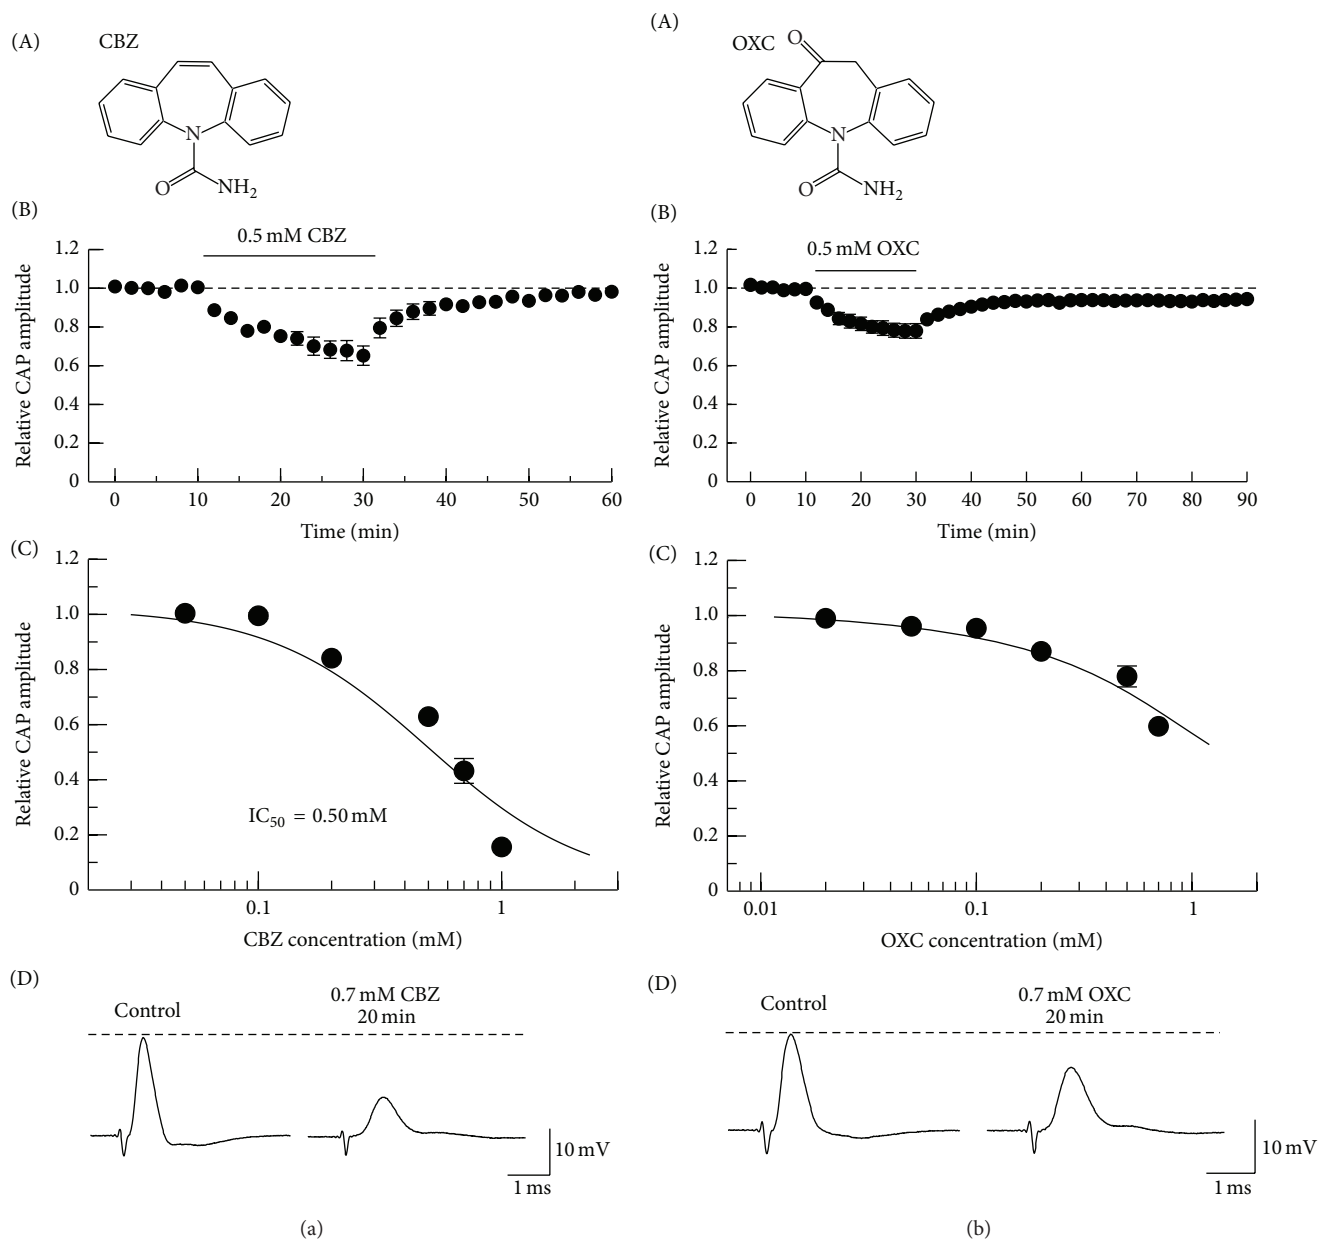 (A)
CBZ
N
O
NH2
(B)
0.5 mM CBZ
Relative CAP amplitude
1.2
1.0
0.8
0.6
0.4
0.2
0
0 10 20 30 40 50 60
Time (min)
(C)
Relative CAP amplitude
1.2
1.0
0.8
0.6
0.4
0.2
0
IC50 = 0.50 mM
0.1 1
CBZ concentration (mM)
(D)
Control
0.7 mM CBZ
20 min
10 mV
1 ms
(a)
(A)
OXC
O
N
O
NH2
(B)
0.5 mM OXC
Relative CAP amplitude
1.2
1.0
0.8
0.6
0.4
0.2
0
0 10 20 30 40 50 60 70 80 90
Time (min)
(C)
Relative CAP amplitude
1.2
1.0
0.8
0.6
0.4
0.2
0
0.01 0.1 1
OXC concentration (mM)
(D)
Control
0.7 mM OXC
20 min
10 mV
1 ms
(b)